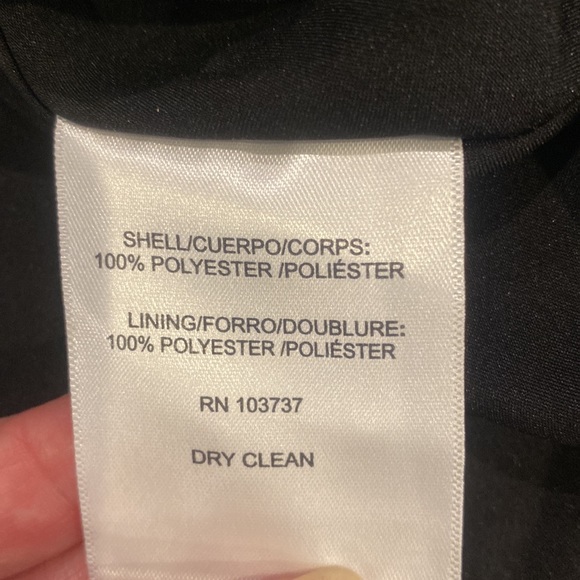 SHELL/CUERPO/CORPS:
100% POLYESTER /POLIÉSTER
LINING/FORRO/DOUBLURE:
100% POLYESTER /POLIÉSTER
RN 103737
DRY CLEAN